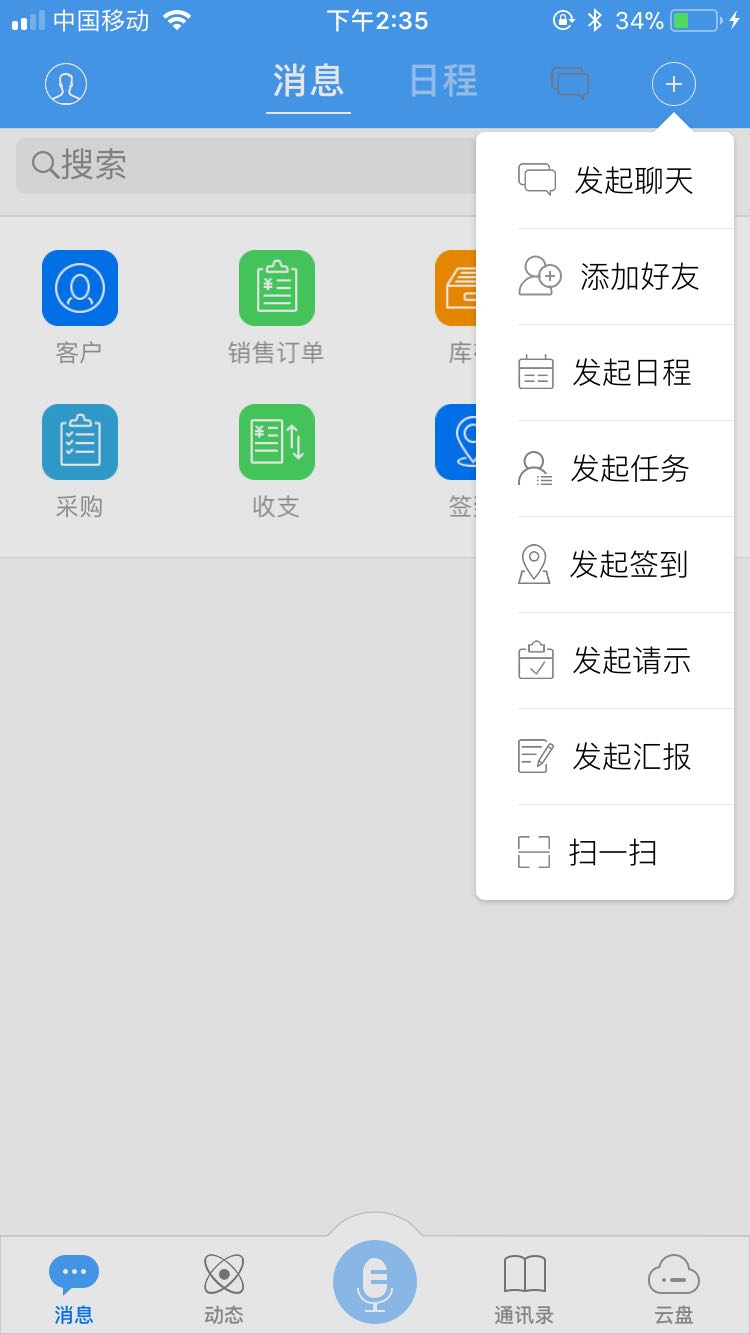 中国移动 下午2:35 34%
消息 日程
搜索
发起聊天
添加好友
发起日程
发起任务
发起签到
发起请示
发起汇报
扫一扫
客户 销售订单 库
采购 收支 签
消息 动态 通讯录 云盘